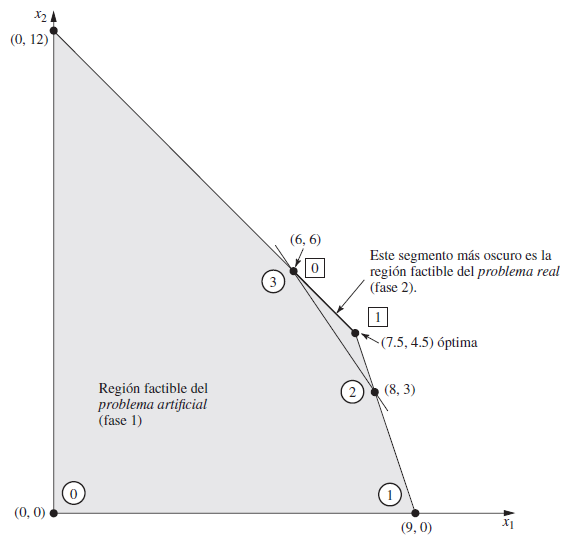 x2
(0, 12)
(6, 6)
0
3
Este segmento más oscuro es la
región factible del problema real
(fase 2).
1
(7.5, 4.5) óptima
2
(8, 3)
Región factible del
problema artificial
(fase 1)
0
1
(0, 0)
(9, 0)
x1